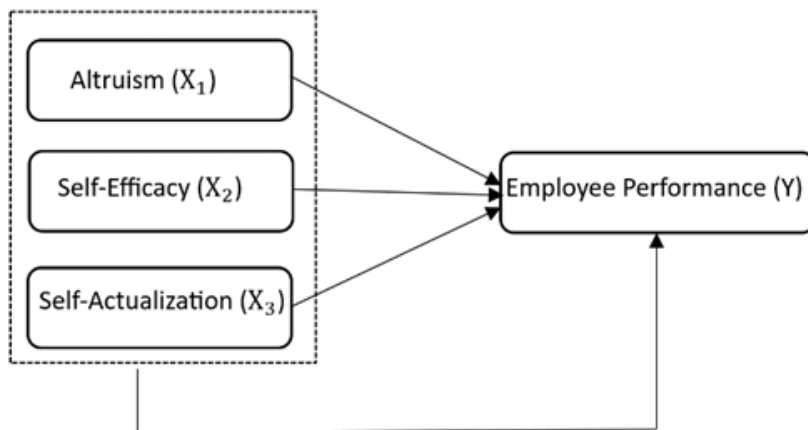 Altruism (X₁)
Self-Efficacy (X₂)
Self-Actualization (X₃)
Employee Performance (Y)